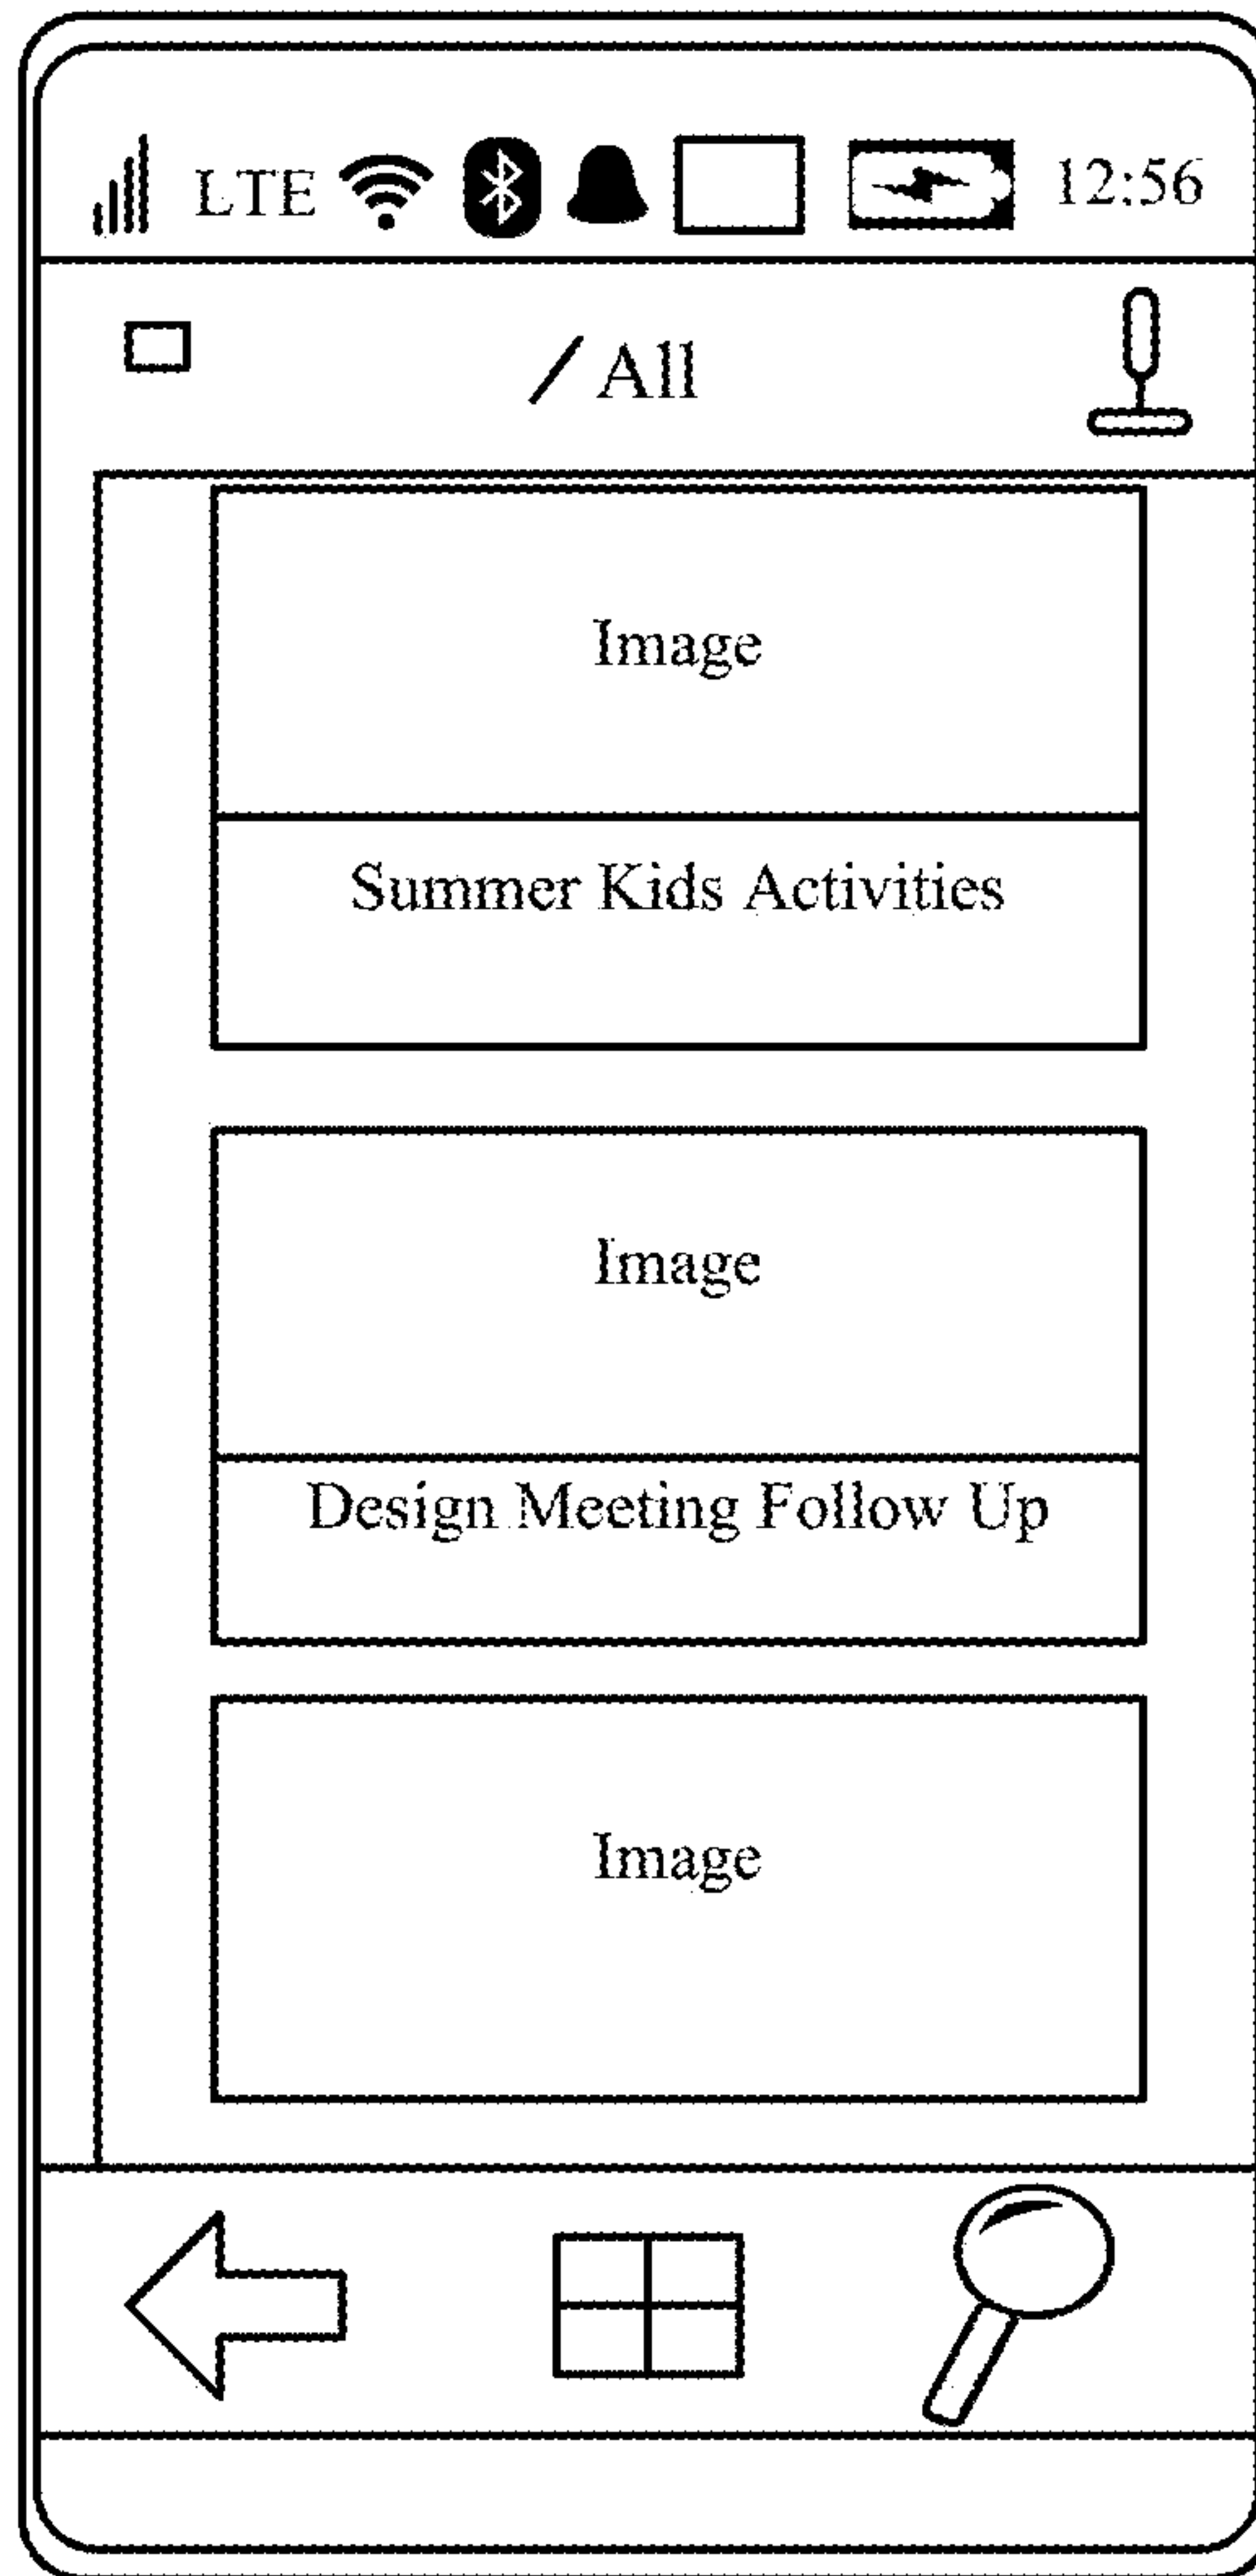 LTE 12:56
/ All
Image
Summer Kids Activities
Image
Design Meeting Follow Up
Image